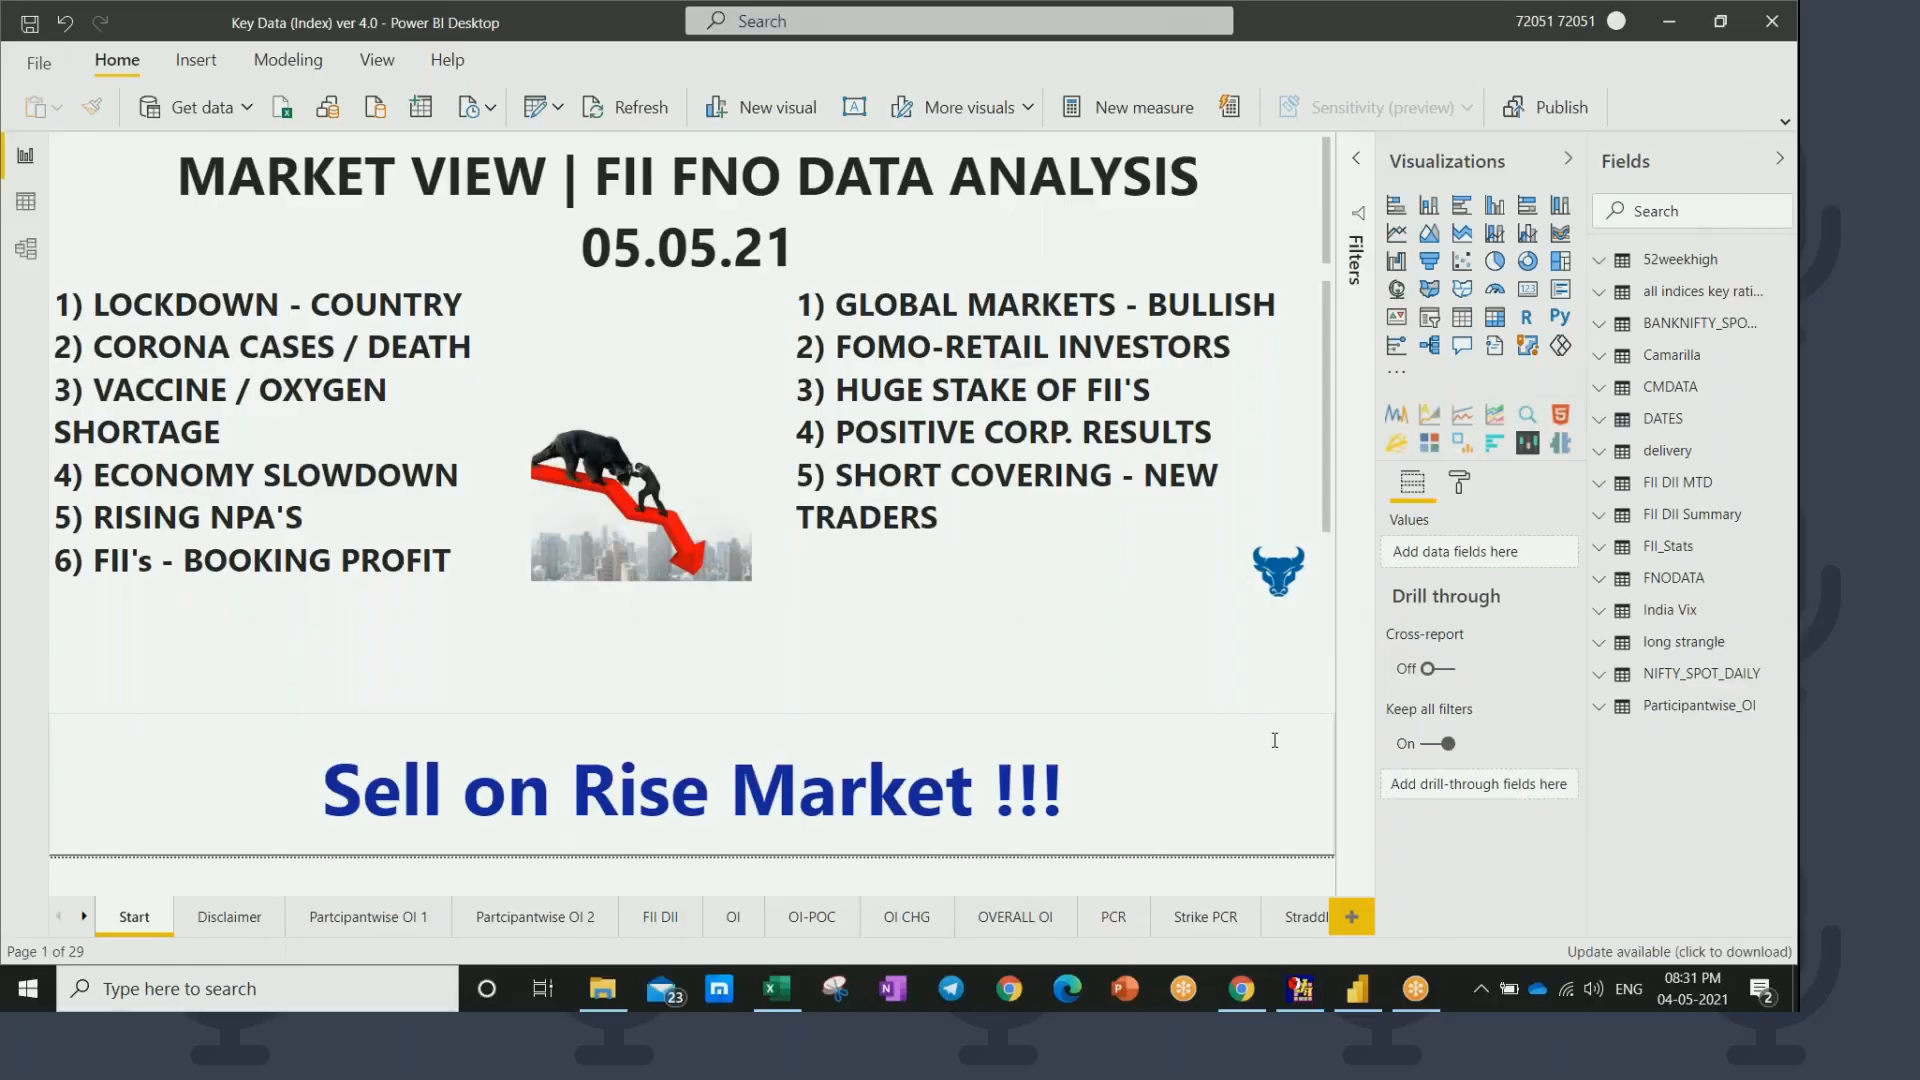 Key Data (Index) ver 4.0 - Power BI Desktop
Search
72051 72051
File
Home
Insert
Modeling
View
Help
Get data
Refresh
New visual
More visuals
New measure
Sensitivity (preview)
Publish
MARKET VIEW | FII FNO DATA ANALYSIS
05.05.21
1) LOCKDOWN - COUNTRY
2) CORONA CASES / DEATH
3) VACCINE / OXYGEN
SHORTAGE
4) ECONOMY SLOWDOWN
5) RISING NPA'S
6) FII's - BOOKING PROFIT
1) GLOBAL MARKETS - BULLISH
2) FOMO-RETAIL INVESTORS
3) HUGE STAKE OF FII'S
4) POSITIVE CORP. RESULTS
5) SHORT COVERING - NEW
TRADERS
Sell on Rise Market !!!
Filters
Visualizations
R
Py
123
Values
Add data fields here
Drill through
Cross-report
Off
Keep all filters
On
Add drill-through fields here
Fields
Search
52weekhigh
all indices key rati...
BANKNIFTY_SPO...
Camarilla
CMDATA
DATES
delivery
FII DII MTD
FII DII Summary
FII_Stats
FNODATA
India Vix
long strangle
NIFTY_SPOT_DAILY
Participantwise_OI
Start
Disclaimer
Partcipantwise OI 1
Partcipantwise OI 2
FII DII
OI
OI-POC
OI CHG
OVERALL OI
PCR
Strike PCR
Straddl
Page 1 of 29
Update available (click to download)
Type here to search
23
ENG
08:31 PM
04-05-2021
2